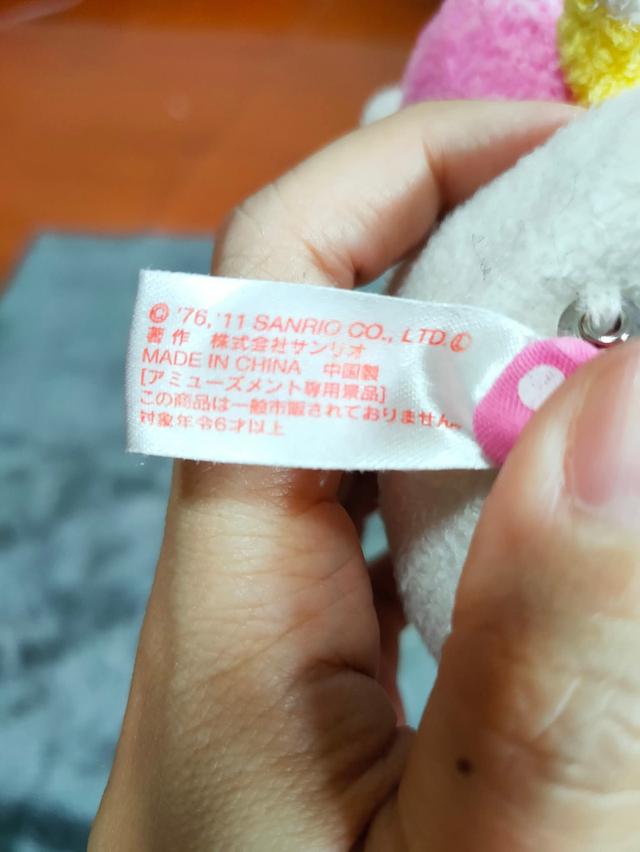 © '76, '11 SANRIO CO., LTD. Ⓛ
著作 株式会社サンリオ
MADE IN CHINA 中国製
[アミューズメント専用景品]
この商品は一般市販されておりません。
対象年令6才以上